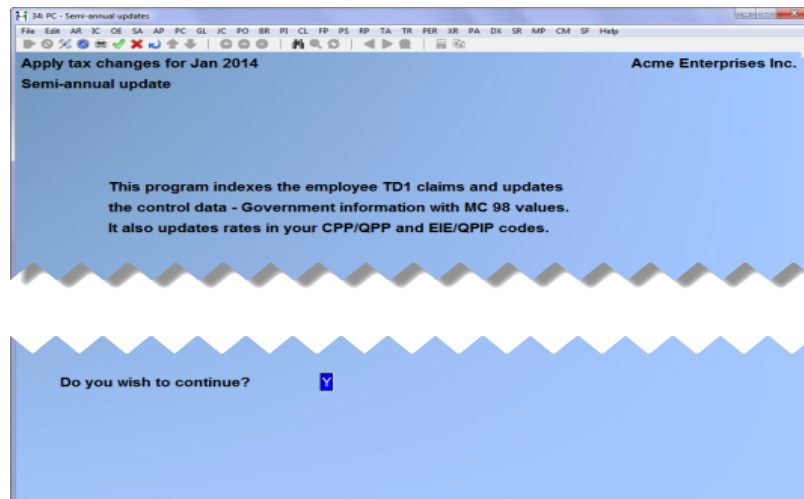 34: PC - Semi-annual updates
File Edit AR IC OE SA AP PC GL JC PO BR PJ CL FP PS RP TA TR PER XR PA DX SR MP CM SF Help
Apply tax changes for Jan 2014 Acme Enterprises Inc.
Semi-annual update
This program indexes the employee TD1 claims and updates
the control data - Government information with MC 98 values.
It also updates rates in your CPP/QPP and EIE/QPIP codes.
Do you wish to continue? Y